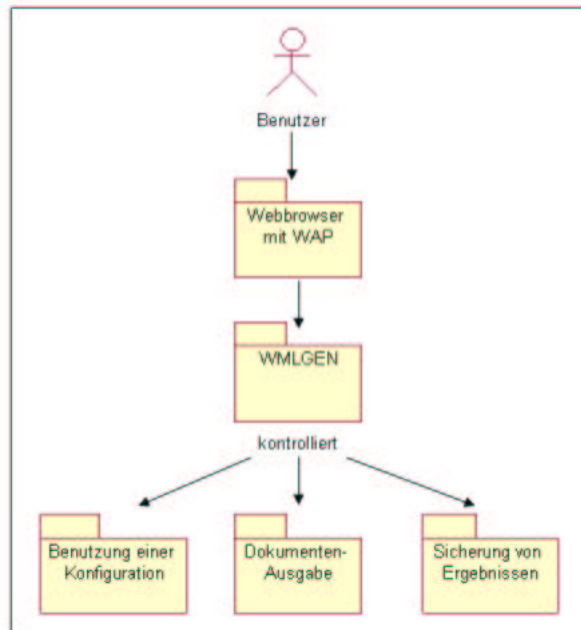 Benutzer
Webbrowser
mit WAP
WMLGEN
kontrolliert
Benutzung einer
Konfiguration
Dokumenten-
Ausgabe
Sicherung von
Ergebnissen